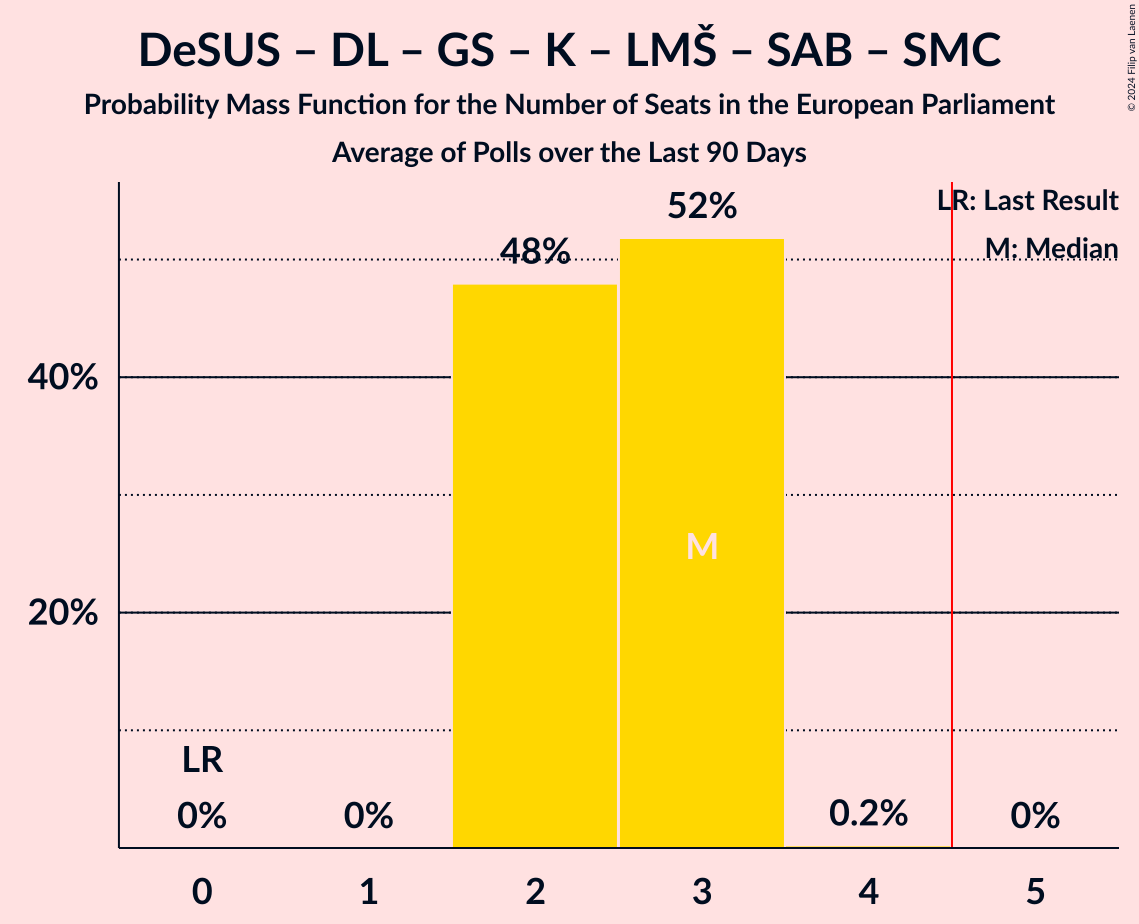 DeSUS – DL – GS – K – LMŠ – SAB – SMC
Probability Mass Function for the Number of Seats in the European Parliament
Average of Polls over the Last 90 Days
© 2024 Filip van Laenen
LR: Last Result
M: Median
52%
48%
40%
20%
M
LR
0%
0%
0.2%
0%
0
1
2
3
4
5